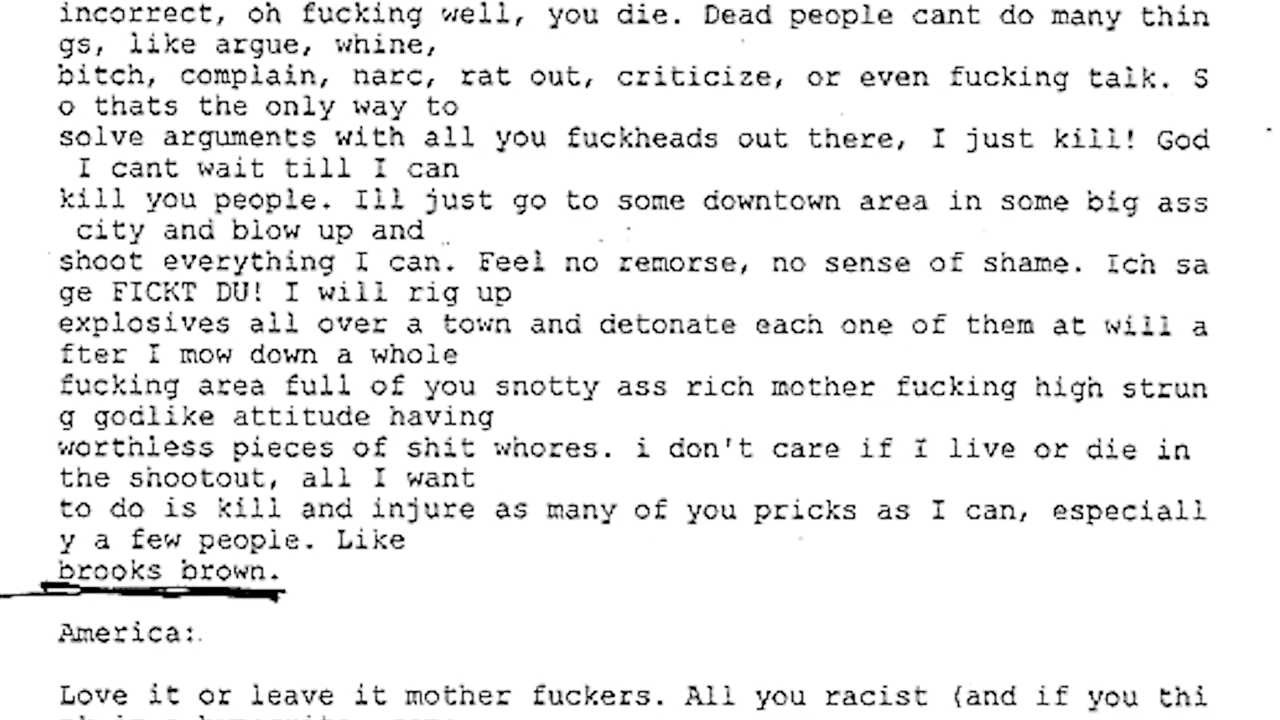 incorrect, oh fucking well, you die. Dead people cant do many thin
gs, like argue, whine,
bitch, complain, narc, rat out, criticize, or even fucking talk. S
o thats the only way to
solve arguments with all you fuckheads out there, I just kill! God
I cant wait till I can
kill you people. Ill just go to some downtown area in some big ass
city and blow up and
shoot everything I can. Feel no remorse, no sense of shame. Ich sa
ge FICKT DU! I will rig up
explosives all over a town and detonate each one of them at will a
fter I mow down a whole
fucking area full of you snotty ass rich mother fucking high strun
g godlike attitude having
worthless pieces of shit whores. i don't care if I live or die in
the shootout, all I want
to do is kill and injure as many of you pricks as I can, especiall
y a few people. Like
brooks brown.
America:
Love it or leave it mother fuckers. All you racist (and if you thi